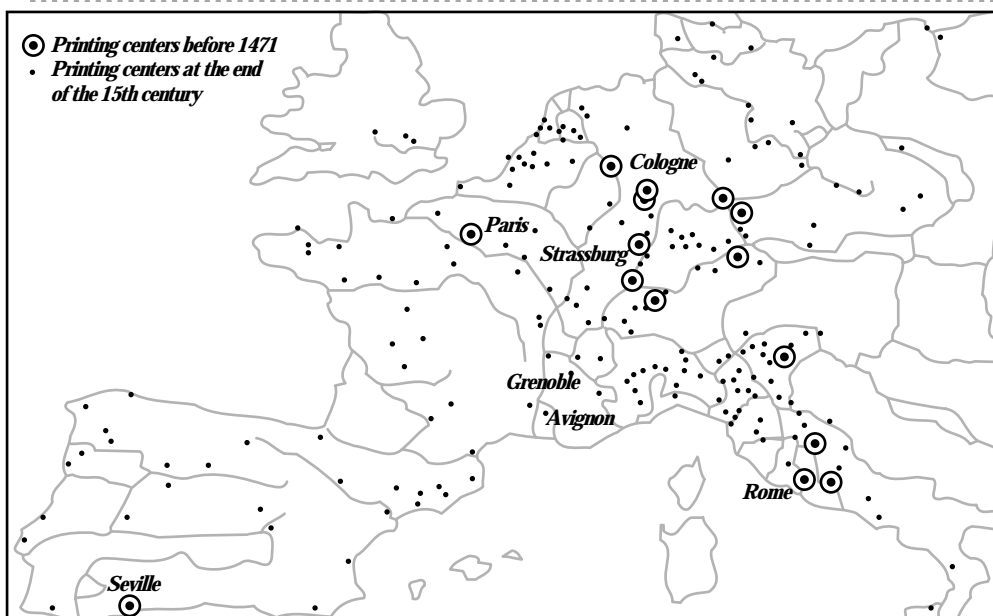 Printing centers before 1471
Printing centers at the end
of the 15th century
Cologne
Paris
Strassburg
Grenoble
Avignon
Rome
Seville